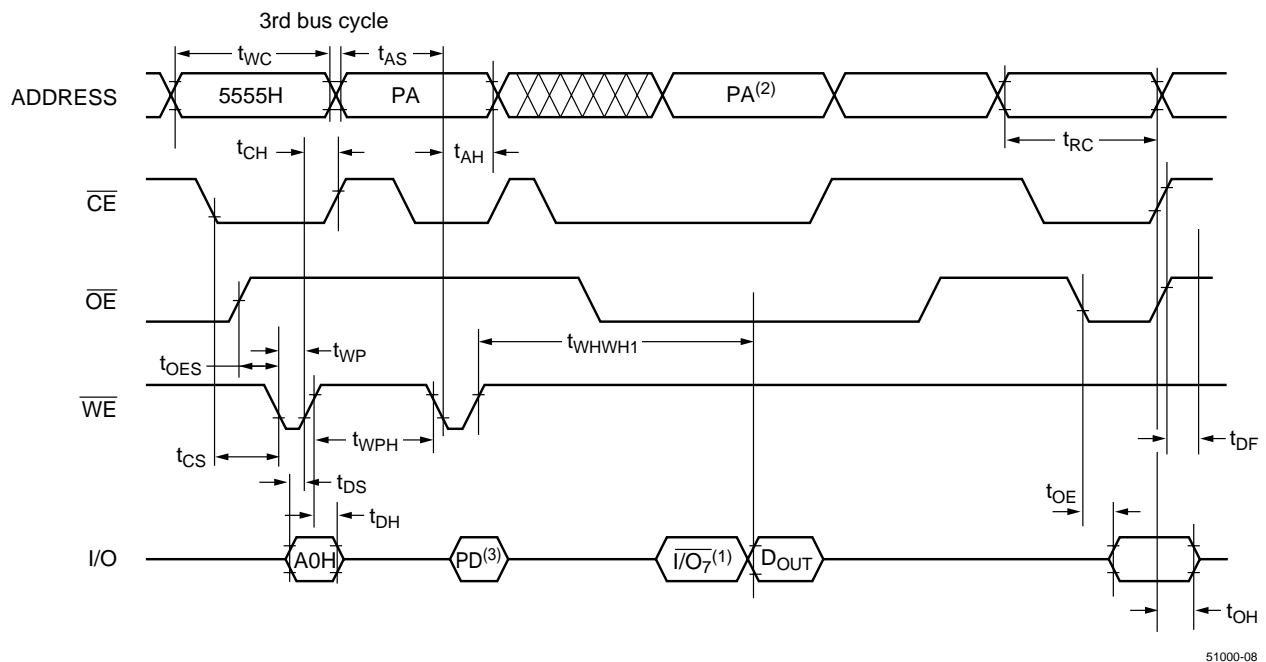 3rd bus cycle
tWC
tAS
ADDRESS
5555H
PA
PA(2)
tCH
tAH
tRC
CE
OE
tOES
tWP
tWHWH1
WE
tCS
tWPH
tDF
tDS
tDH
tOE
I/O
A0H
PD(3)
I/O7(1)
DOUT
tOH
51000-08